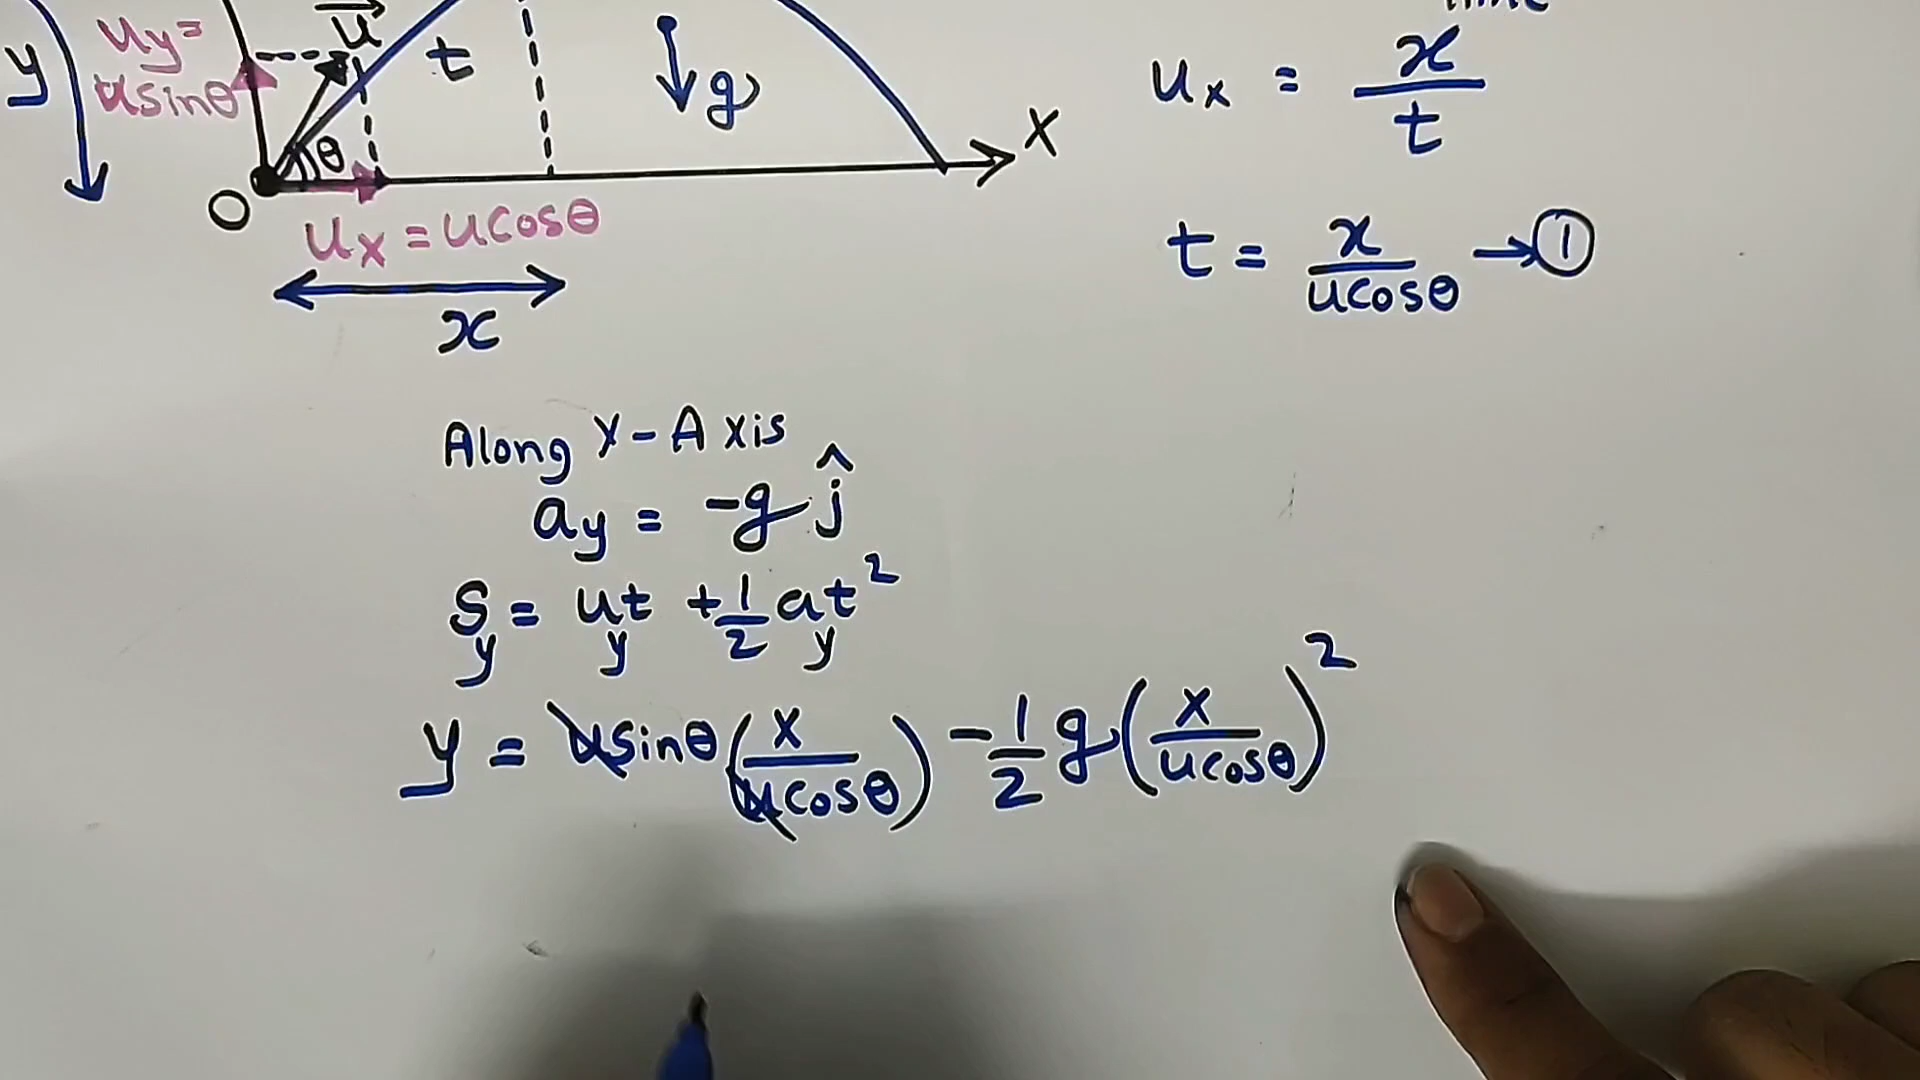 time
y
uy =
usinθ
u
t
g
θ
X
O
ux = ucosθ
x
ux = x/t
t = x/ucosθ → ①
Along Y-Axis
ay = -g ĵ
Sy = uyt + 1/2 ayt²
y = usinθ(x/ucosθ) - 1/2 g(x/ucosθ)²